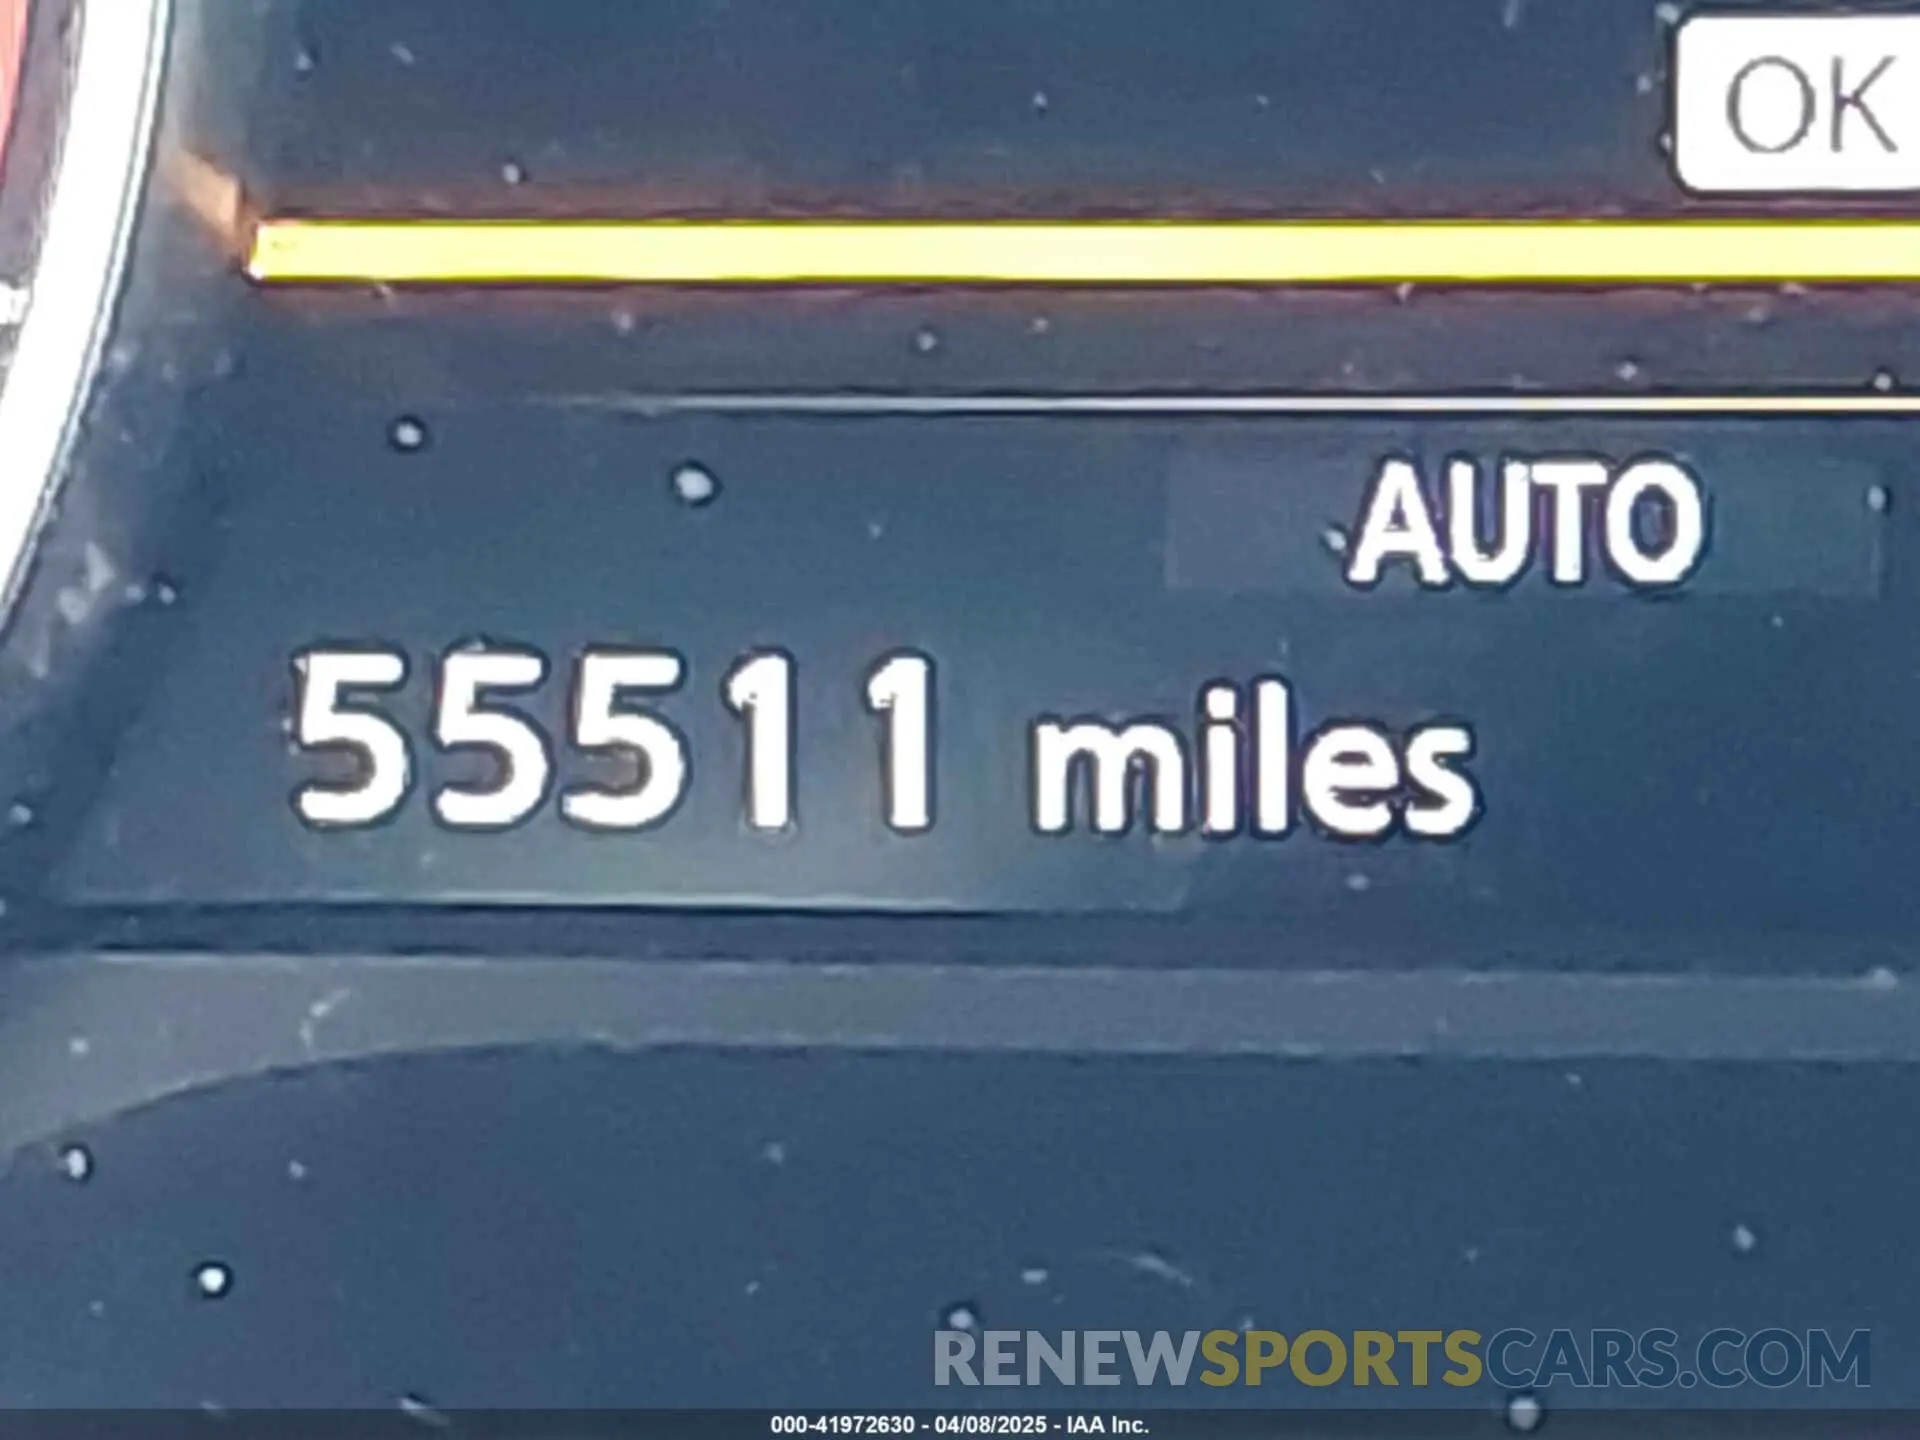 OK
AUTO
55511 miles
RENEWSPORTSCARS.COM
000-41972630 - 04/08/2025 - IAA Inc.